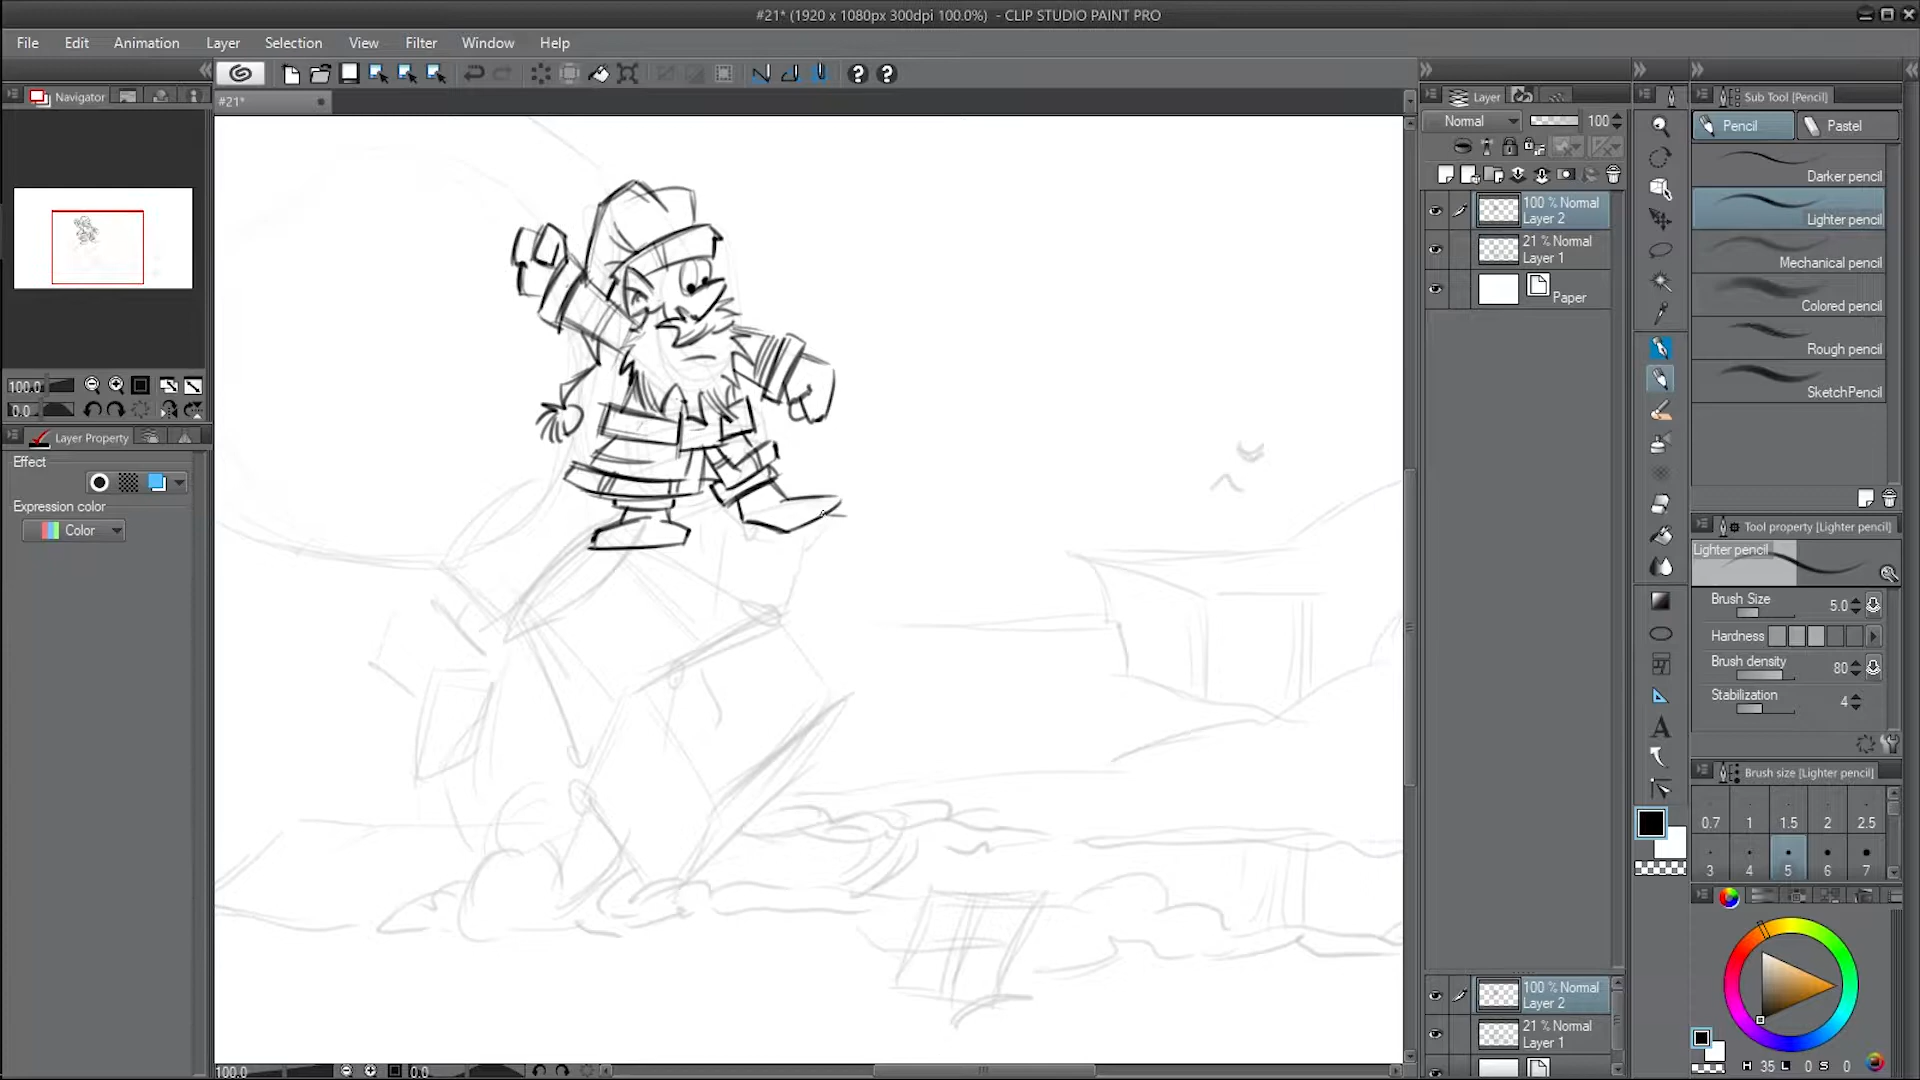 #21* (1920 x 1080px 300dpi 100.0%) - CLIP STUDIO PAINT PRO
File Edit Animation Layer Selection View Filter Window Help
Navigator
#21*
100.0
0.0
Layer Property
Effect
Expression color
Color
100.0 0.0
Layer
Normal 100
100 % Normal
Layer 2
21 % Normal
Layer 1
Paper
100 % Normal
Layer 2
21 % Normal
Layer 1
Sub Tool [Pencil]
Pencil Pastel
Darker pencil
Lighter pencil
Mechanical pencil
Colored pencil
Rough pencil
SketchPencil
Tool property [Lighter pencil]
Lighter pencil
Brush Size 5.0
Hardness
Brush density 80
Stabilization 4
Brush size [Lighter pencil]
0.7 1 1.5 2 2.5
3 4 5 6 7
H 35 L 0 S 0